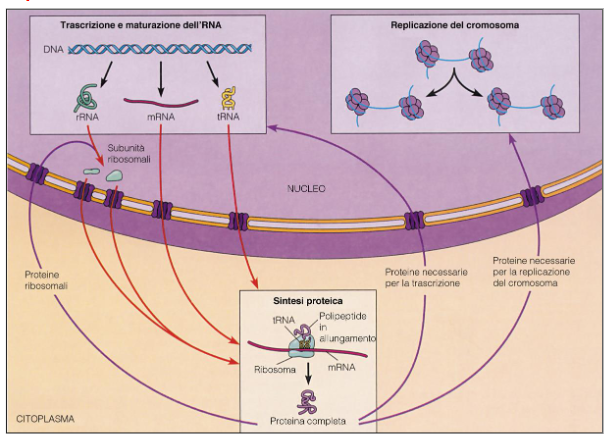 Trascrizione e maturazione dell'RNA
DNA
rRNA
mRNA
tRNA
Replicazione del cromosoma
Subunità
ribosomali
NUCLEO
Proteine
ribosomali
Proteine necessarie
per la trascrizione
Proteine necessarie
per la replicazione
del cromosoma
Sintesi proteica
tRNA
Polipeptide
in
allungamento
Ribosoma
mRNA
Proteina completa
CITOPLASMA